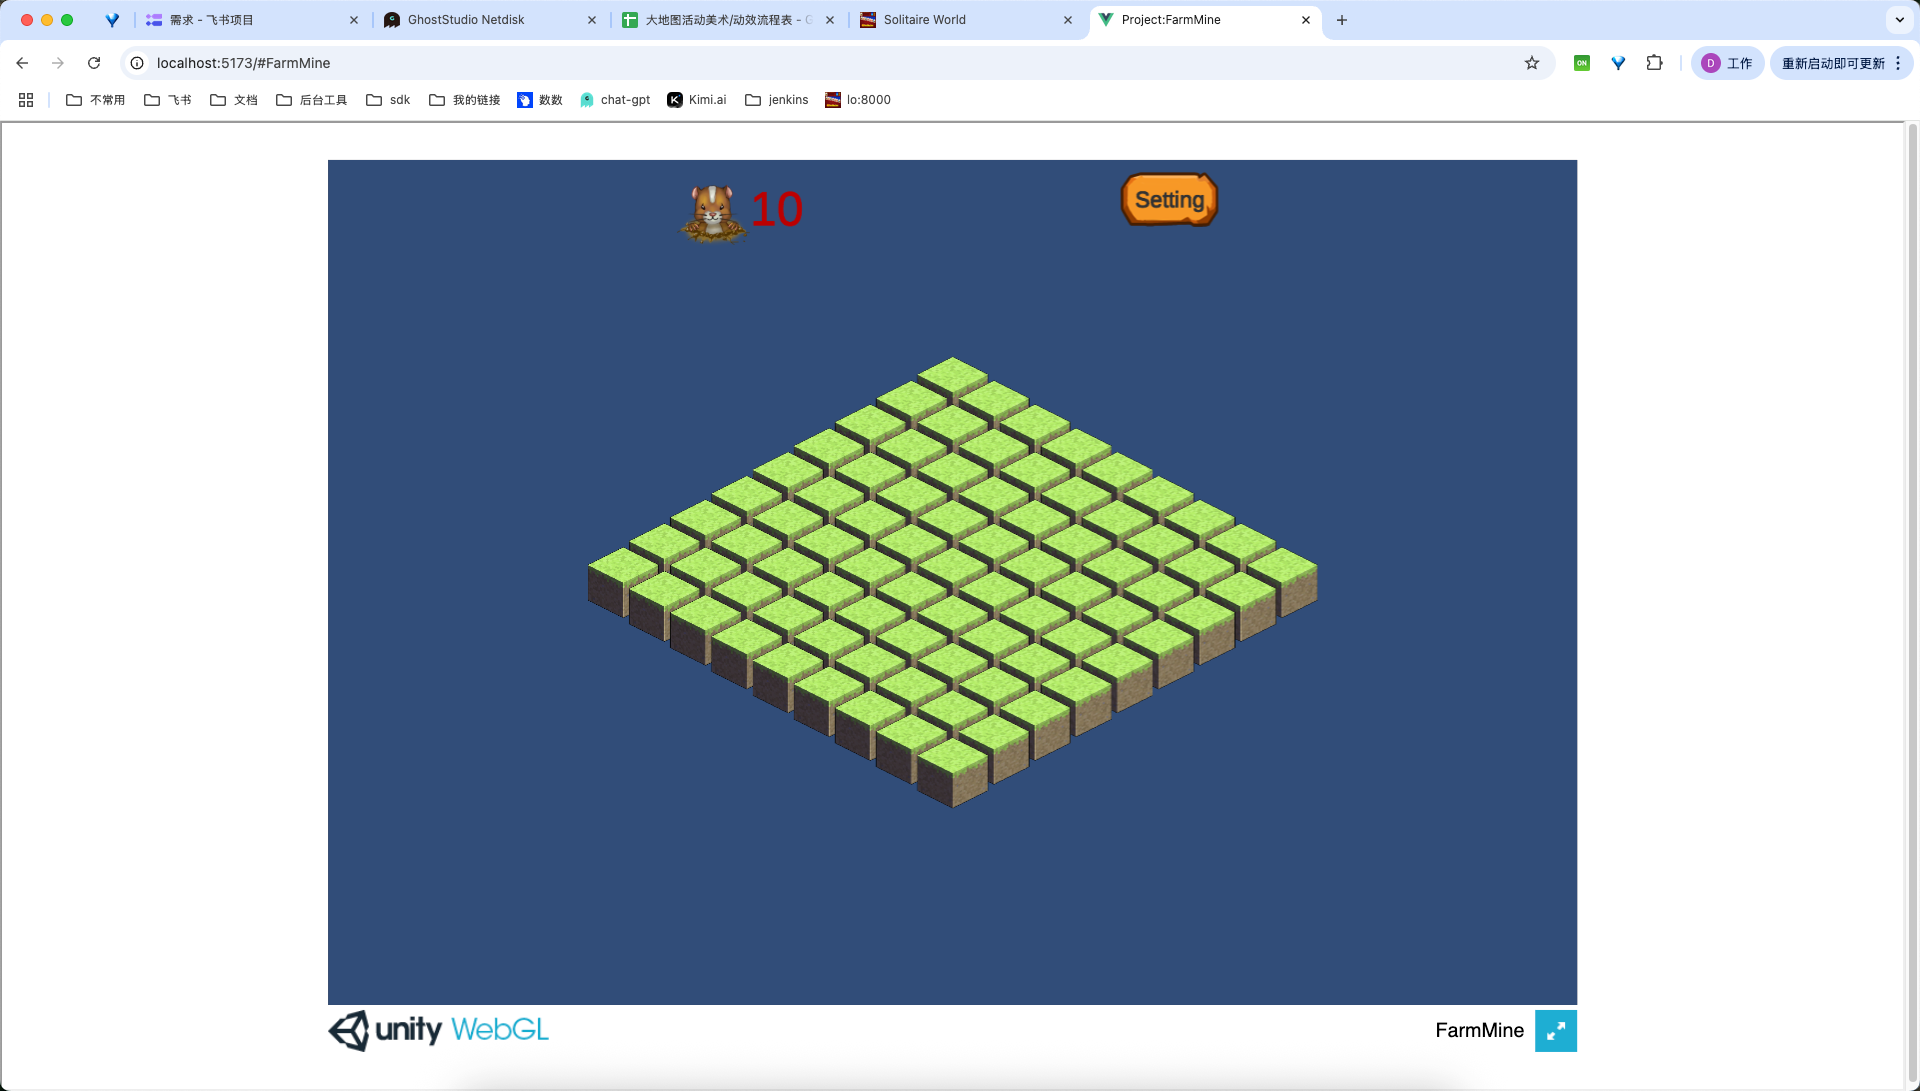 需求 - 飞书项目
GhostStudio Netdisk
大地图活动美术/动效流程表 - G
Solitaire World
Project:FarmMine
localhost:5173/#FarmMine
ON
D 工作
重新启动即可更新
不常用
飞书
文档
后台工具
sdk
我的链接
数数
chat-gpt
Kimi.ai
jenkins
lo:8000
10
Setting
unity WebGL
FarmMine